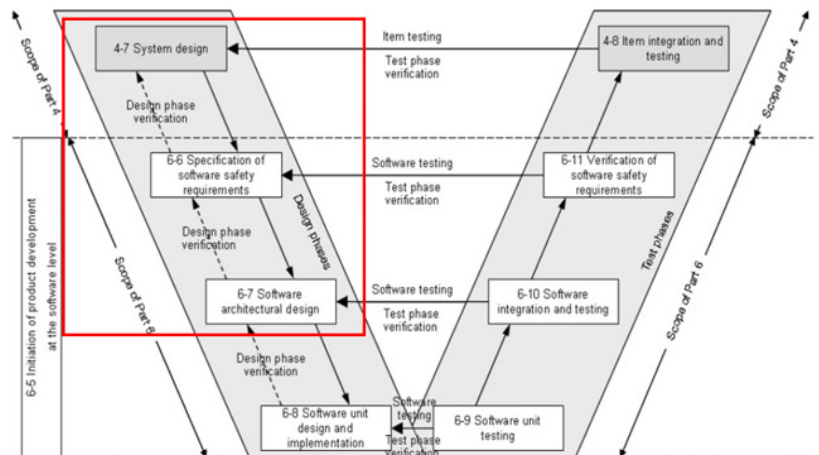 4-7 System design
Item testing
Test phase
verification
4-8 Item integration and
testing
Scope of Part 4
Scope of Part 4
Design phase
verification
6-6 Specification of
software safety
requirements
Software testing
Test phase
verification
6-11 Verification of
software safety
requirements
Design phases
Test phases
Design phase
verification
6-5 Initiation of product development
at the software level
Scope of Part 6
Scope of Part 6
6-7 Software
architectural design
Software testing
Test phase
verification
6-10 Software
integration and testing
Design phase
verification
6-8 Software unit
design and
implementation
Software
testing
Test phase
verification
6-9 Software unit
testing